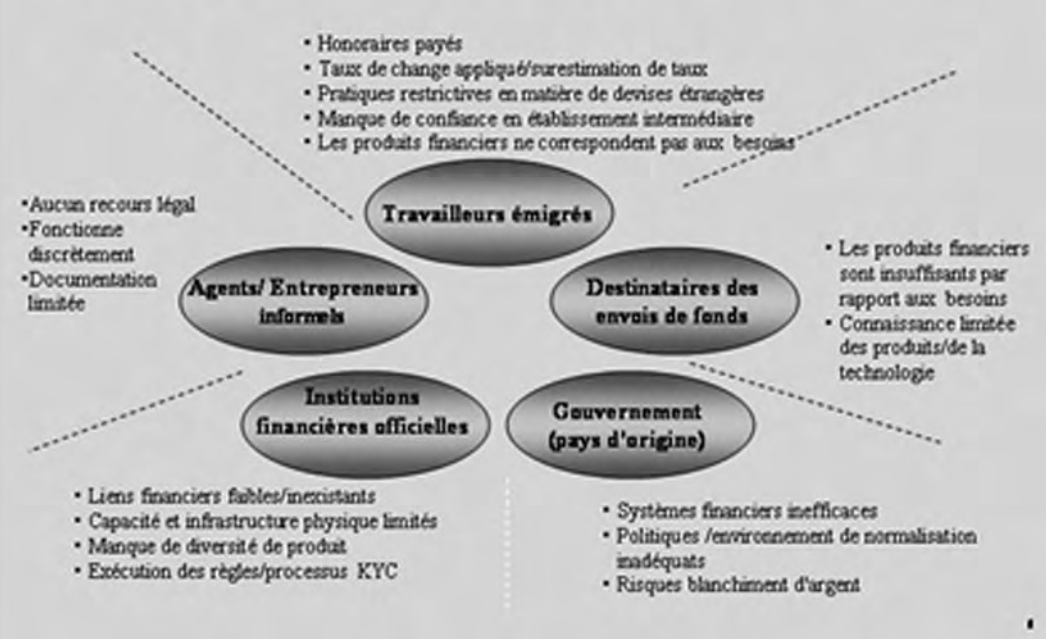 • Honoraires payés
• Taux de change appliqué/surestimation de taux
• Pratiques restrictives en matière de devises étrangères
• Manque de confiance en établissement intermédiaire
• Les produits financiers ne correspondent pas aux besoins
Travailleurs émigrés
•Aucun recours légal
•Fonctionne
discrètement
•Documentation
limitée
Agents/ Entrepreneurs
informels
Destinataires des
envois de fonds
• Les produits financiers
sont insuffisants par
rapport aux besoins
• Connaissance limitée
des produits/de la
technologie
Institutions
financières officielles
Gouvernement
(pays d'origine)
• Liens financiers faibles/inexistants
• Capacité et infrastructure physique limités
• Manque de diversité de produit
• Exécution des règles/processus KYC
• Systèmes financiers inefficaces
• Politiques /environnement de normalisation
inadéquats
• Risques blanchiment d'argent